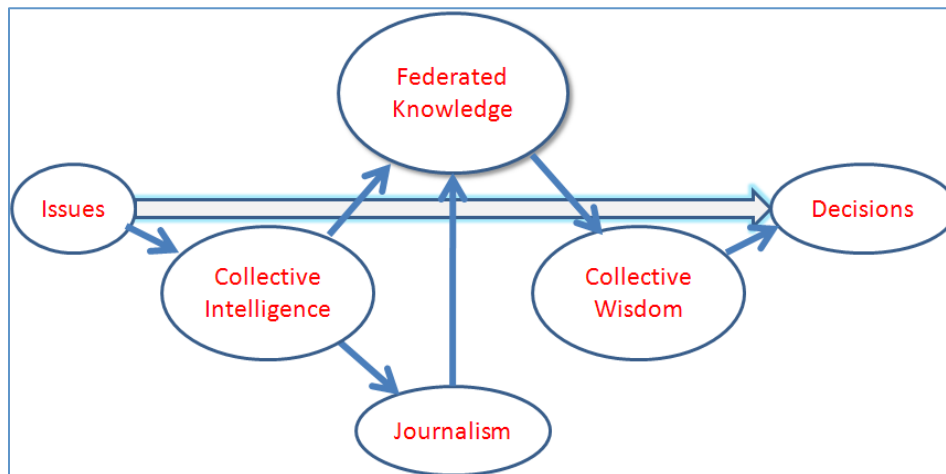 Federated
Knowledge
Issues
Decisions
Collective
Intelligence
Collective
Wisdom
Journalism